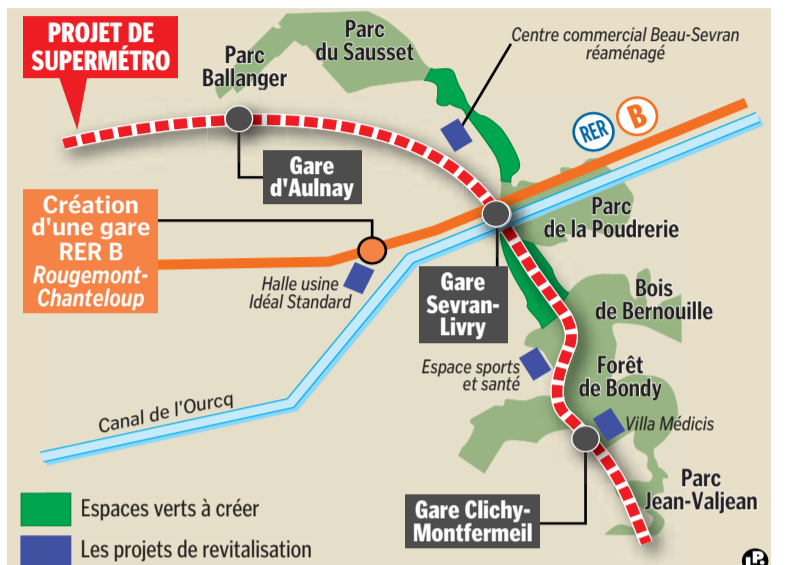 PROJET DE
SUPERMÉTRO
Parc
Ballanger
Parc
du Sausset
Centre commercial Beau-Sevran
réaménagé
RER
B
Gare
d'Aulnay
Création
d'une gare
RER B
Rougemont-
Chanteloup
Parc
de la Poudrerie
Halle usine
Idéal Standard
Gare
Sevran-
Livry
Bois
de Bernouille
Espace sports
et santé
Forêt
de Bondy
Canal de l'Ourcq
Villa Médicis
Parc
Jean-Valjean
Gare Clichy-
Montfermeil
Espaces verts à créer
Les projets de revitalisation
LP